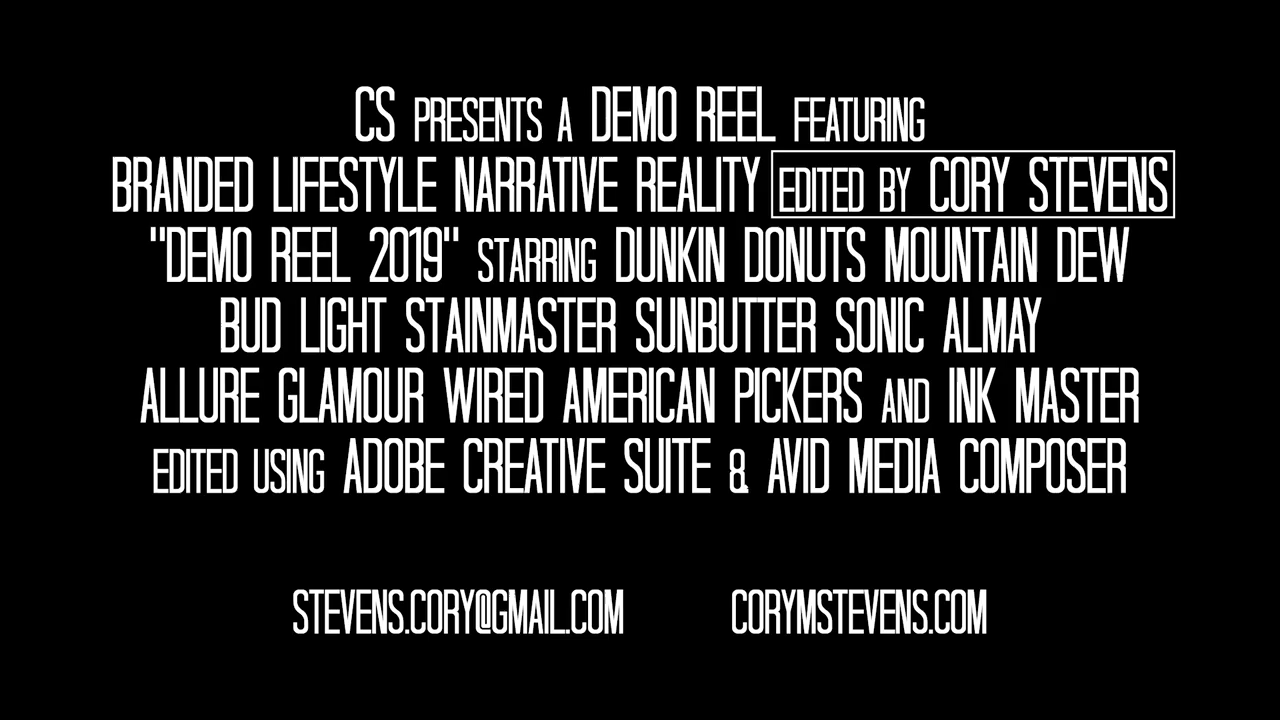 CS PRESENTS A DEMO REEL FEATURING
BRANDED LIFESTYLE NARRATIVE REALITY EDITED BY CORY STEVENS
"DEMO REEL 2019" STARRING DUNKIN DONUTS MOUNTAIN DEW
BUD LIGHT STAINMASTER SUNBUTTER SONIC ALMAY
ALLURE GLAMOUR WIRED AMERICAN PICKERS AND INK MASTER
EDITED USING ADOBE CREATIVE SUITE & AVID MEDIA COMPOSER
STEVENS.CORY@GMAIL.COM CORYMSTEVENS.COM